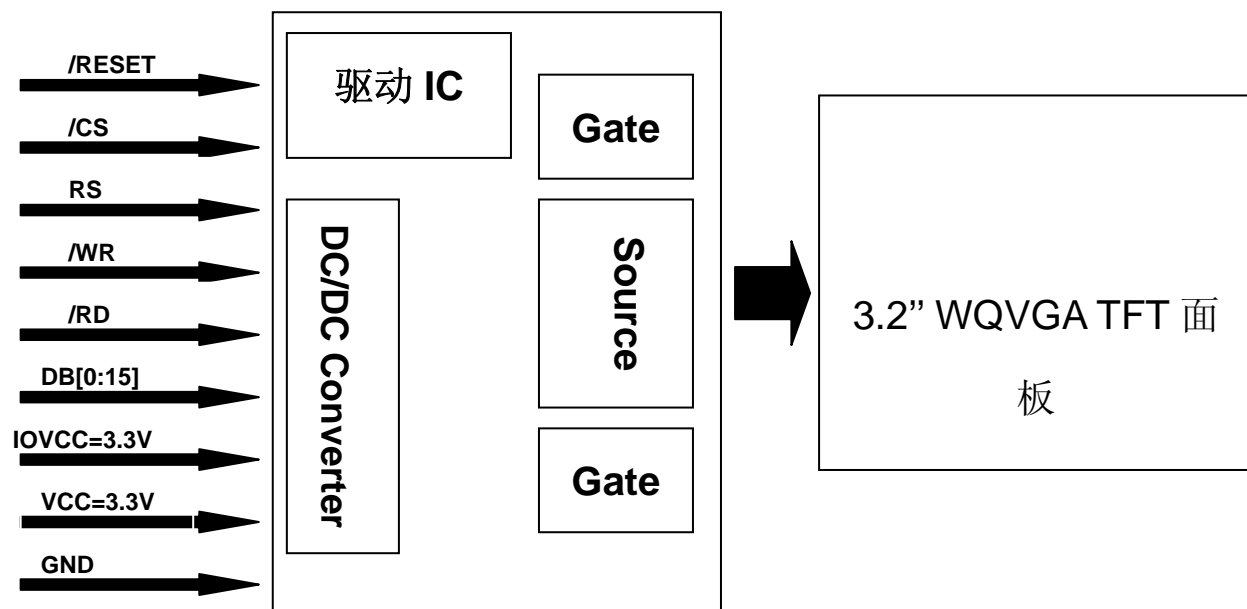 /RESET
/CS
RS
/WR
/RD
DB[0:15]
IOVCC=3.3V
VCC=3.3V
GND
驱动 IC
DC/DC Converter
Gate
Source
Gate
3.2’’ WQVGA TFT 面
板